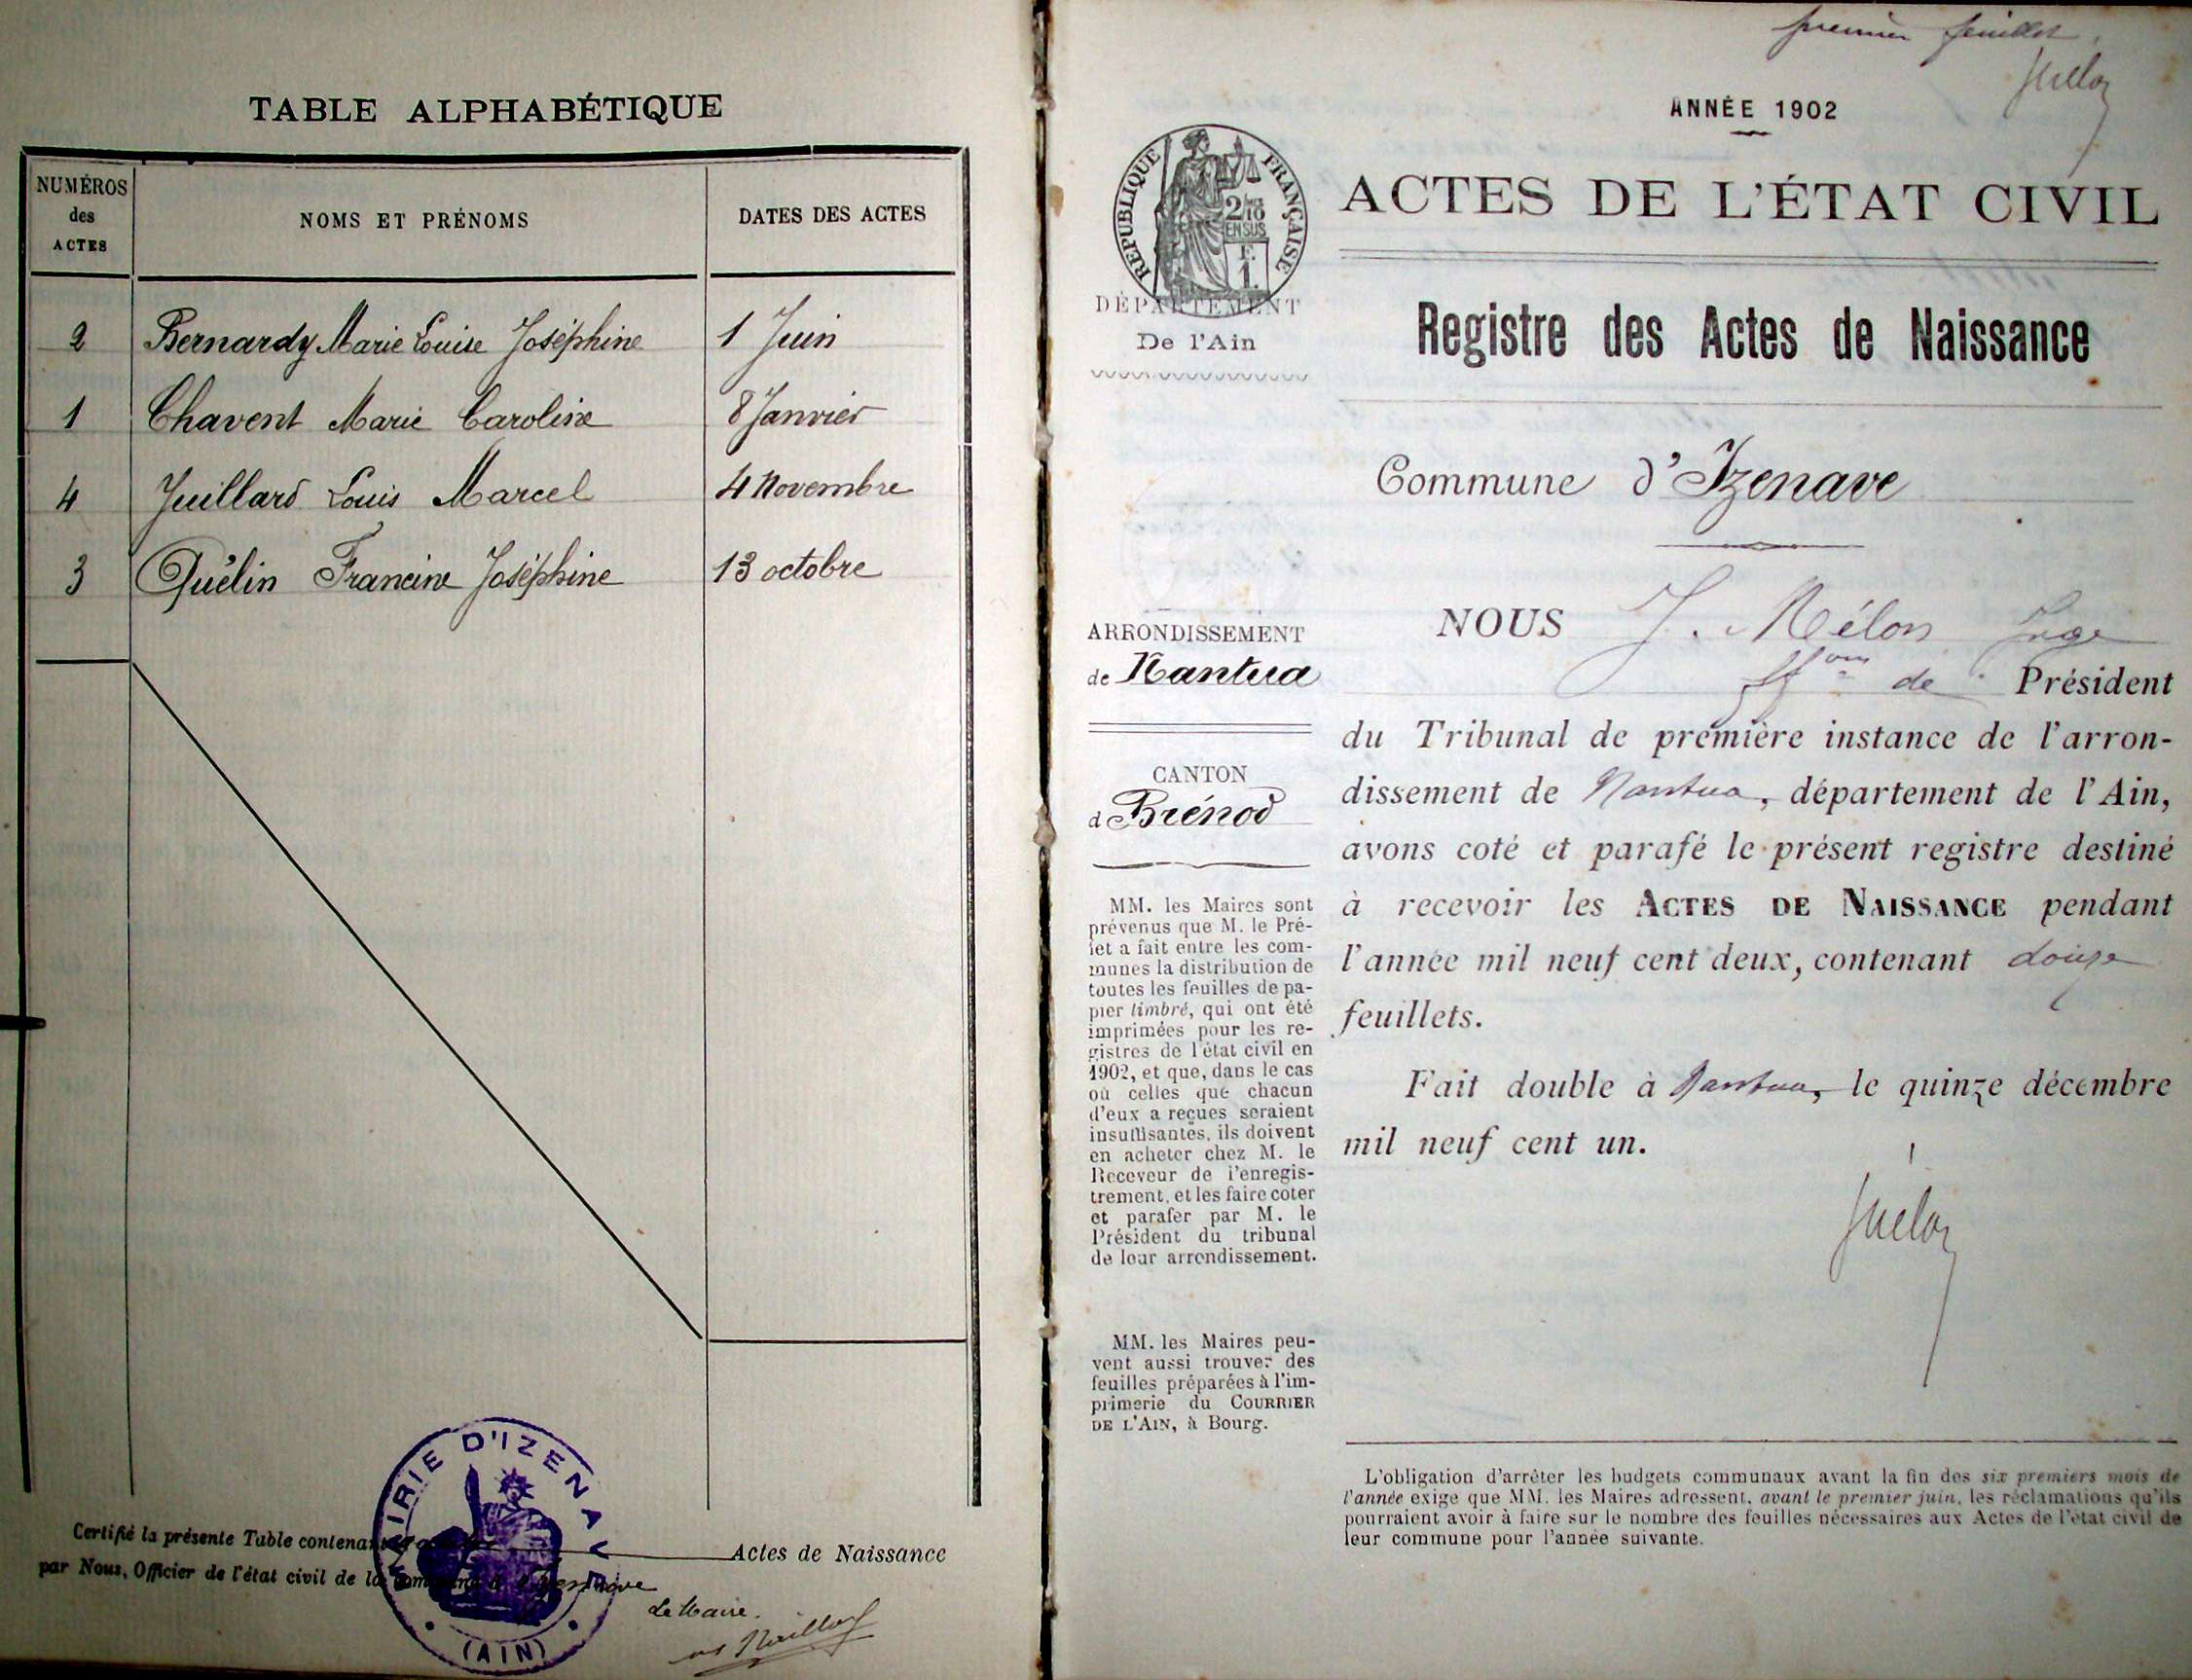 TABLE ALPHABÉTIQUE
NUMÉROS
des
ACTES
NOMS ET PRÉNOMS
DATES DES ACTES
2 Bernardy Marie Louise Joséphine 1 Juin
1 Chavent Marie Caroline 8 Janvier
4 Juillard Louis Marcel 4 Novembre
3 Quélin Francine Joséphine 13 octobre
Certifié la présente Table contenant Actes de Naissance
par Nous, Officier de l'état civil de la commune d'Izenave
Le Maire.
MAIRIE D'IZENAVE
(AIN)
premier feuillet
ANNÉE 1902
RÉPUBLIQUE FRANÇAISE
2/10
EN SUS
F.
1.
ACTES DE L'ÉTAT CIVIL
DÉPARTEMENT
De l'Ain
Registre des Actes de Naissance
Commune d'Izenave
ARRONDISSEMENT
de Nantua
CANTON
d Brénod
MM. les Maires sont
prévenus que M. le Pré-
fet a fait entre les com-
munes la distribution de
toutes les feuilles de pa-
pier timbré, qui ont été
imprimées pour les re-
gistres de l'état civil en
1902, et que, dans le cas
où celles que chacun
d'eux a reçues seraient
insuffisantes, ils doivent
en acheter chez M. le
Receveur de l'enregis-
trement, et les faire coter
et parafer par M. le
Président du tribunal
de leur arrondissement.
MM. les Maires peu-
vent aussi trouver des
feuilles préparées à l'im-
primerie du COURRIER
DE L'AIN, à Bourg.
NOUS J. Mélon Juge
ff.ons de Président
du Tribunal de première instance de l'arron-
dissement de Nantua, département de l'Ain,
avons coté et parafé le présent registre destiné
à recevoir les ACTES DE NAISSANCE pendant
l'année mil neuf cent deux, contenant douze
feuillets.
Fait double à Nantua, le quinze décembre
mil neuf cent un.
L'obligation d'arrêter les budgets communaux avant la fin des six premiers mois de
l'année exige que MM. les Maires adressent, avant le premier juin, les réclamations qu'ils
pourraient avoir à faire sur le nombre des feuilles nécessaires aux Actes de l'état civil de
leur commune pour l'année suivante.